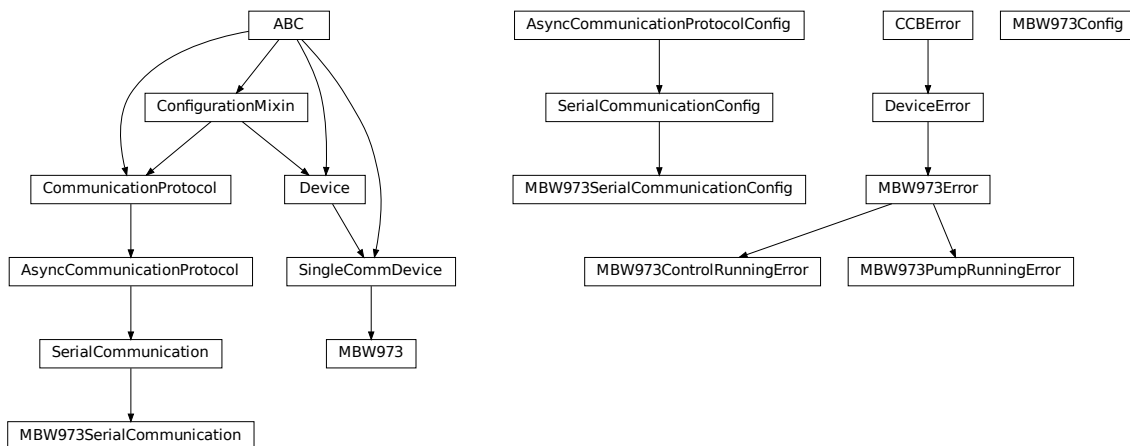 ABC
AsyncCommunicationProtocolConfig
CCBError
MBW973Config
ConfigurationMixin
SerialCommunicationConfig
DeviceError
CommunicationProtocol
Device
MBW973SerialCommunicationConfig
MBW973Error
AsyncCommunicationProtocol
SingleCommDevice
MBW973ControlRunningError
MBW973PumpRunningError
SerialCommunication
MBW973
MBW973SerialCommunication